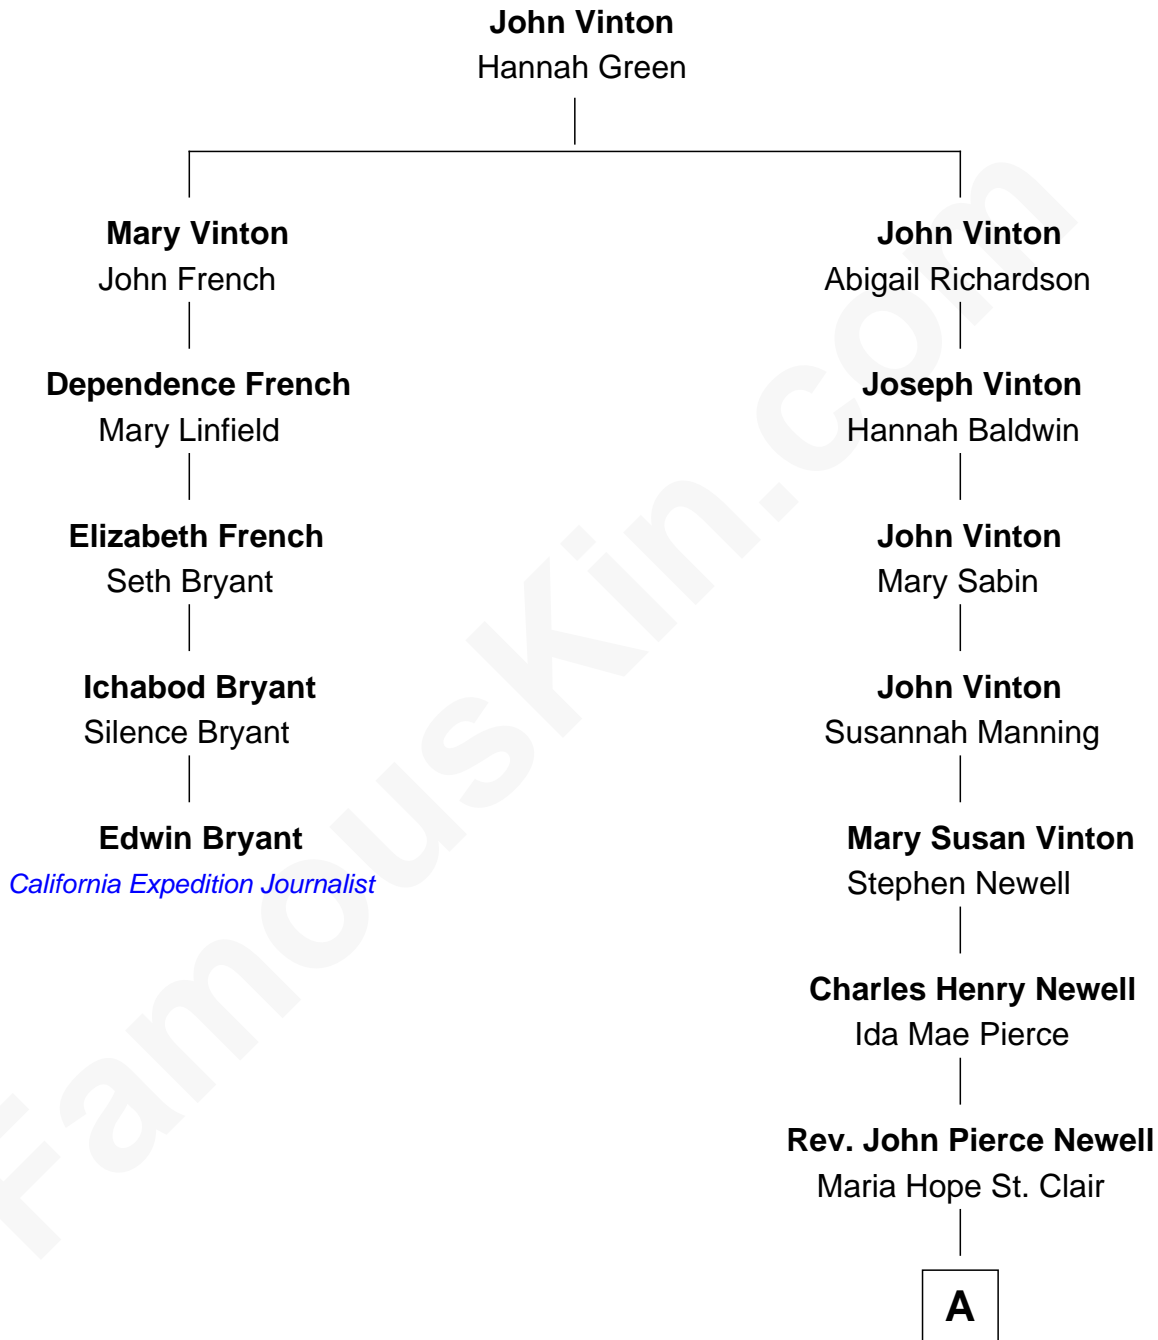 John Vinton
Hannah Green
Mary Vinton
John French
John Vinton
Abigail Richardson
Dependence French
Mary Linfield
Joseph Vinton
Hannah Baldwin
Elizabeth French
Seth Bryant
John Vinton
Mary Sabin
Ichabod Bryant
Silence Bryant
John Vinton
Susannah Manning
Edwin Bryant
California Expedition Journalist
Mary Susan Vinton
Stephen Newell
Charles Henry Newell
Ida Mae Pierce
Rev. John Pierce Newell
Maria Hope St. Clair
A
FamousKin.com